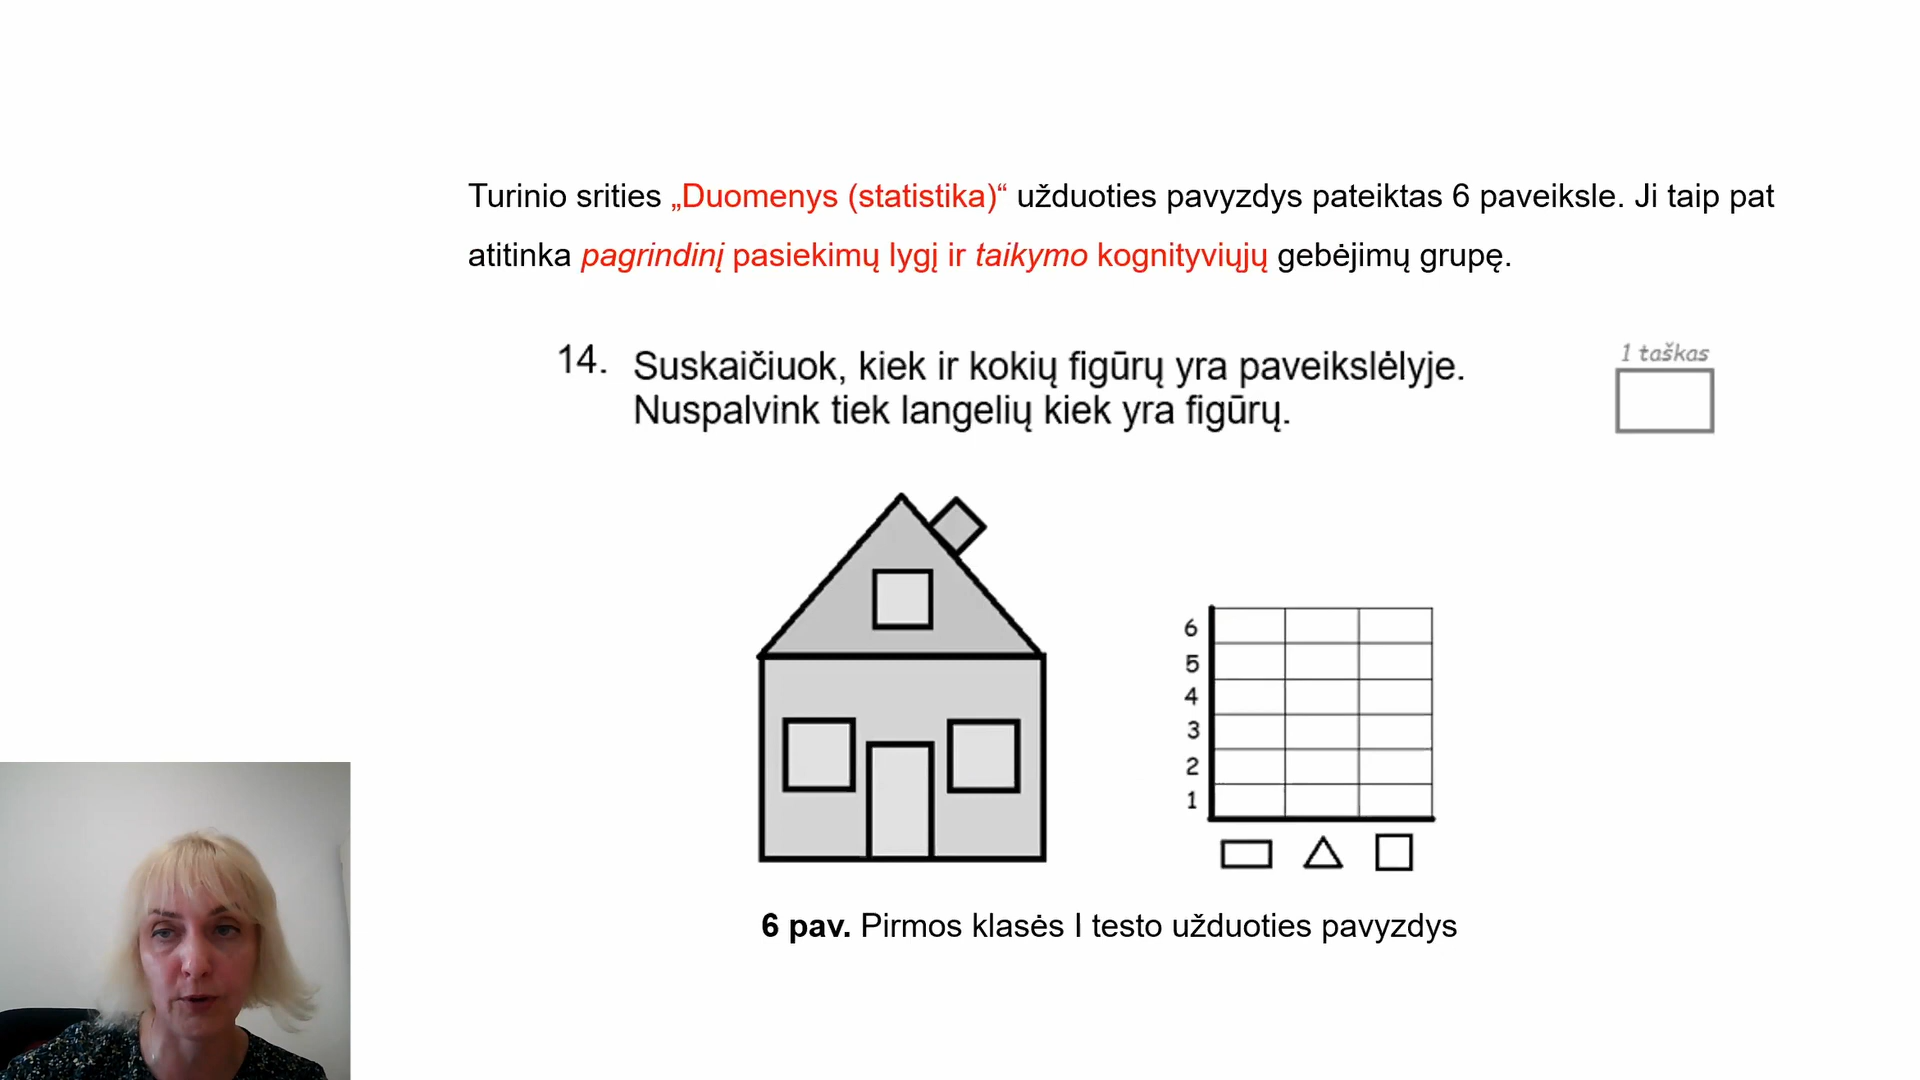 Turinio srities „Duomenys (statistika)“ užduoties pavyzdys pateiktas 6 paveiksle. Ji taip pat
atitinka pagrindinį pasiekimų lygį ir taikymo kognityviųjų gebėjimų grupę.
1 taškas
14. Suskaičiuok, kiek ir kokių figūrų yra paveikslėlyje.
Nuspalvink tiek langelių kiek yra figūrų.
6
5
4
3
2
1
6 pav. Pirmos klasės I testo užduoties pavyzdys